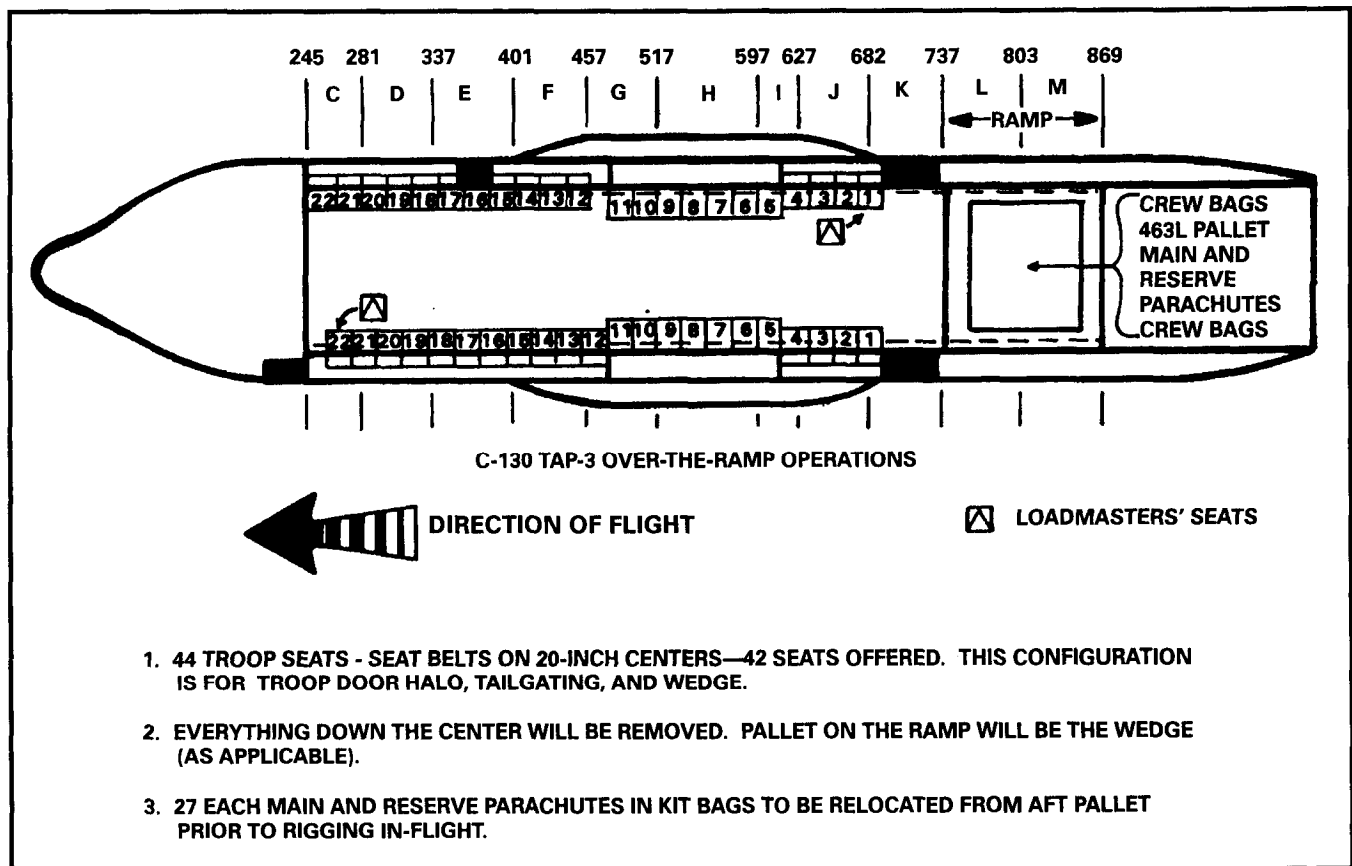 245 281 337 401 457 517 597 627 682 737 803 869
C D E F G H I J K L M
RAMP
22 21 20 19 18 17 16 15 14 13 12 11 10 9 8 7 6 5 4 3 2 1
CREW BAGS
463L PALLET
MAIN AND
RESERVE
PARACHUTES
CREW BAGS
22 21 20 19 18 17 16 15 14 13 12 11 10 9 8 7 6 5 4 3 2 1
C-130 TAP-3 OVER-THE-RAMP OPERATIONS
DIRECTION OF FLIGHT
LOADMASTERS' SEATS
1. 44 TROOP SEATS - SEAT BELTS ON 20-INCH CENTERS—42 SEATS OFFERED. THIS CONFIGURATION
IS FOR TROOP DOOR HALO, TAILGATING, AND WEDGE.
2. EVERYTHING DOWN THE CENTER WILL BE REMOVED. PALLET ON THE RAMP WILL BE THE WEDGE
(AS APPLICABLE).
3. 27 EACH MAIN AND RESERVE PARACHUTES IN KIT BAGS TO BE RELOCATED FROM AFT PALLET
PRIOR TO RIGGING IN-FLIGHT.